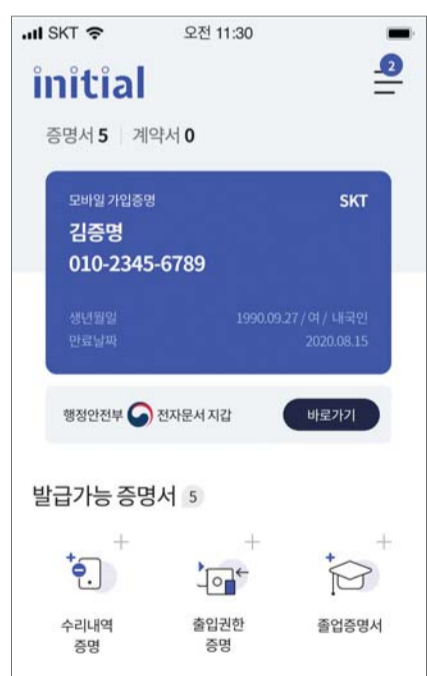 SKT 오전 11:30
initial
2
증명서 5 계약서 0
모바일 가입증명 SKT
김증명
010-2345-6789
생년월일 1990.09.27 / 여 / 내국인
만료날짜 2020.08.15
행정안전부 전자문서 지갑 바로가기
발급가능 증명서 5
수리내역 출입권한 졸업증명서
증명 증명